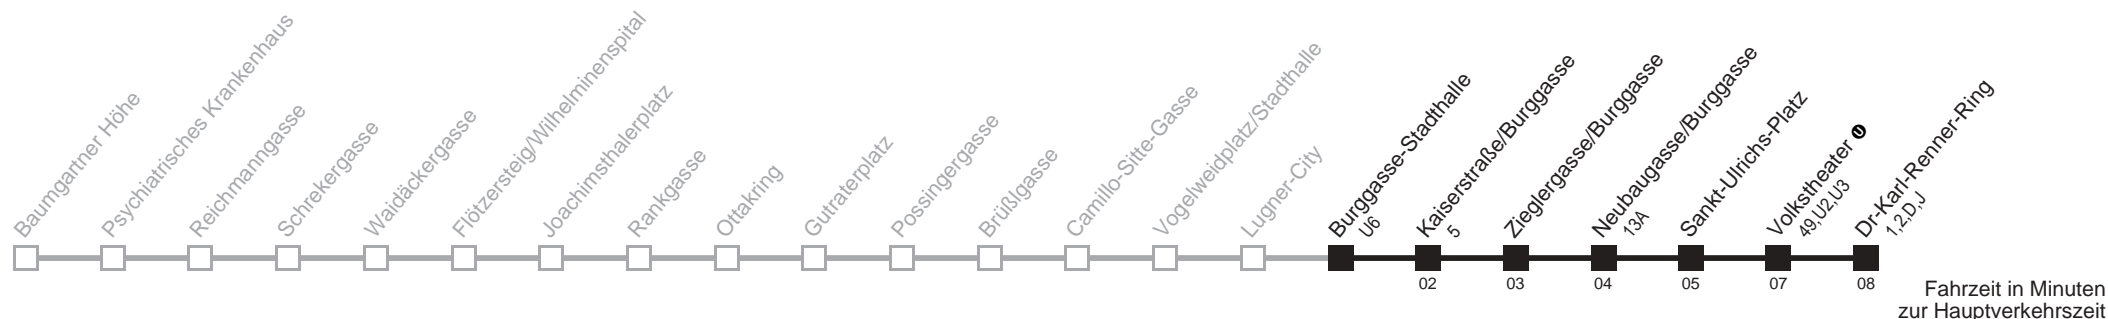 Baumgartner Höhe
Psychiatrisches Krankenhaus
Reichmanngasse
Schrekergasse
Waidäckergasse
Flötzersteig/Wilhelminenspital
Joachimsthalerplatz
Rankgasse
Ottakring
Gutraterplatz
Possingergasse
Brüßlgasse
Camillo-Sitte-Gasse
Vogelweidplatz/Stadthalle
Lugner-City
Burggasse-Stadthalle
U6
Kaiserstraße/Burggasse
5
Zieglergasse/Burggasse
Neubaugasse/Burggasse
13A
Sankt-Ulrichs-Platz
Volkstheater U
49,U2,U3
Dr-Karl-Renner-Ring
1,2,D,J
02 03 04 05 07 08
Fahrzeit in Minuten
zur Hauptverkehrszeit